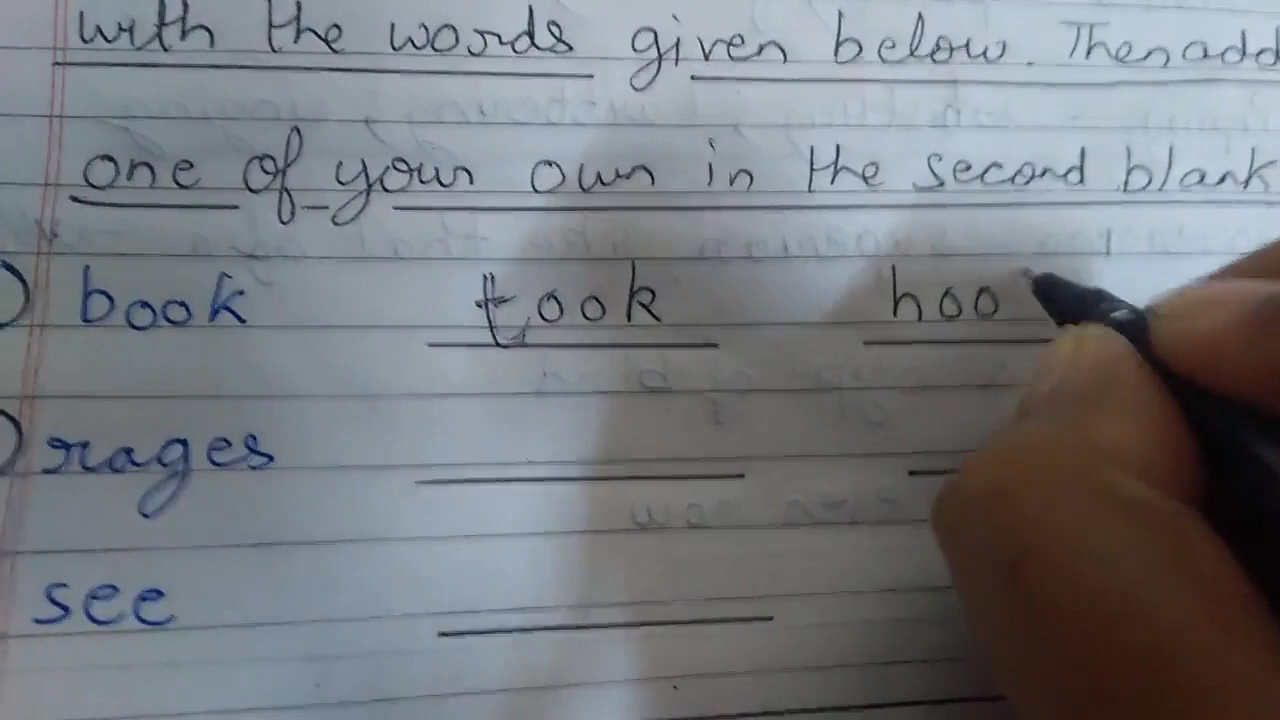 with the words given below. Then add
one of your own in the second blank
) book took hoo
) rages
see